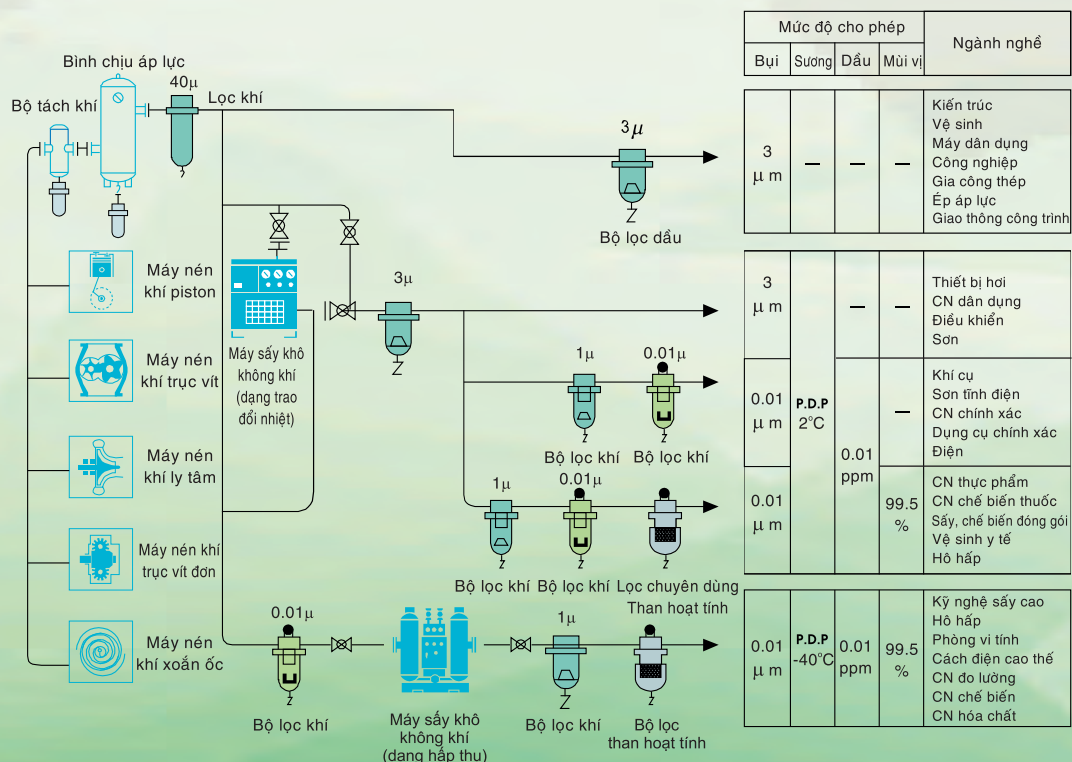 Bình chịu áp lực
40µ
Bộ tách khí
Lọc khí
3µ
Bộ lọc dầu
Máy nén
khí piston
Máy nén
khí trục vít
Máy nén
khí ly tâm
Máy nén khí
trục vít đơn
Máy nén
khí xoắn ốc
Máy sấy khô
không khí
(dạng trao
đổi nhiệt)
3µ
1µ
0.01µ
Bộ lọc khí
Bộ lọc khí
1µ
0.01µ
Bộ lọc khí
Bộ lọc khí
Lọc chuyên dùng
Than hoạt tính
0.01µ
Bộ lọc khí
Máy sấy khô
không khí
(dạng hấp thu)
1µ
Bộ lọc khí
Bộ lọc
than hoạt tính
Mức độ cho phép
Ngành nghề
Bụi
Sương
Dầu
Mùi vị
3
µ m
—
—
—
Kiến trúc
Vệ sinh
Máy dân dụng
Công nghiệp
Gia công thép
Ép áp lực
Giao thông công trình
3
µ m
—
—
Thiết bị hơi
CN dân dụng
Điều khiển
Sơn
0.01
µ m
P.D.P
2°C
—
Khí cụ
Sơn tĩnh điện
CN chính xác
Dụng cụ chính xác
Điện
0.01
ppm
0.01
µ m
99.5
%
CN thực phẩm
CN chế biến thuốc
Sấy, chế biến đóng gói
Vệ sinh y tế
Hô hấp
0.01
µ m
P.D.P
-40°C
0.01
ppm
99.5
%
Kỹ nghệ sấy cao
Hô hấp
Phòng vi tính
Cách điện cao thế
CN đo lường
CN chế biến
CN hóa chất